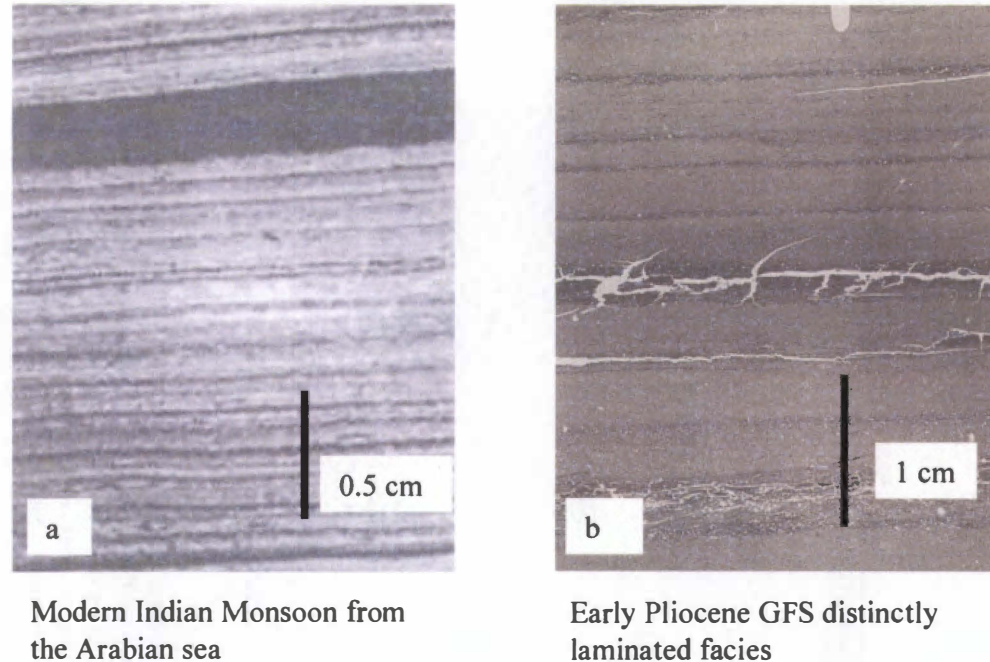 0.5 cm
a
1 cm
b
Modern Indian Monsoon from
the Arabian sea
Early Pliocene GFS distinctly
laminated facies